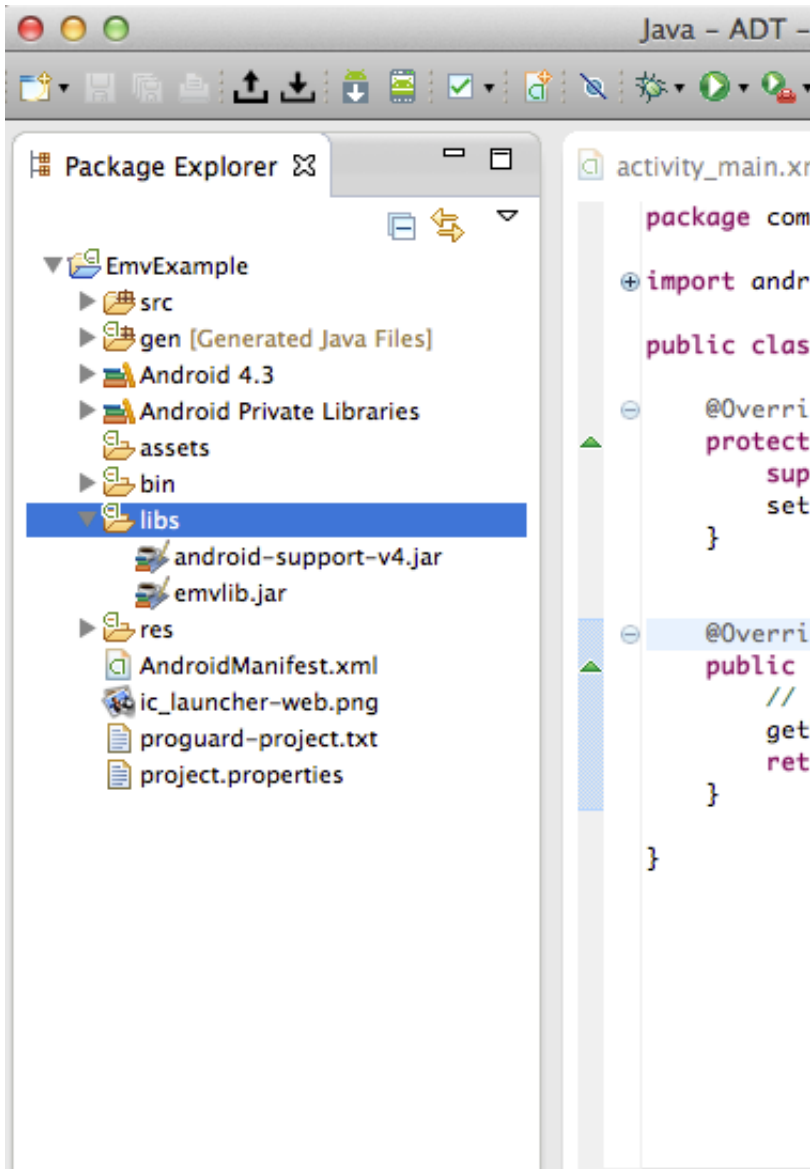 Java – ADT –
Package Explorer
activity_main.x
EmvExample
src
gen [Generated Java Files]
Android 4.3
Android Private Libraries
assets
bin
libs
android-support-v4.jar
emvlib.jar
res
AndroidManifest.xml
ic_launcher-web.png
proguard-project.txt
project.properties
package com
import andr
public clas
@Overri
protect
sup
set
}
@Overri
public
//
get
ret
}
}